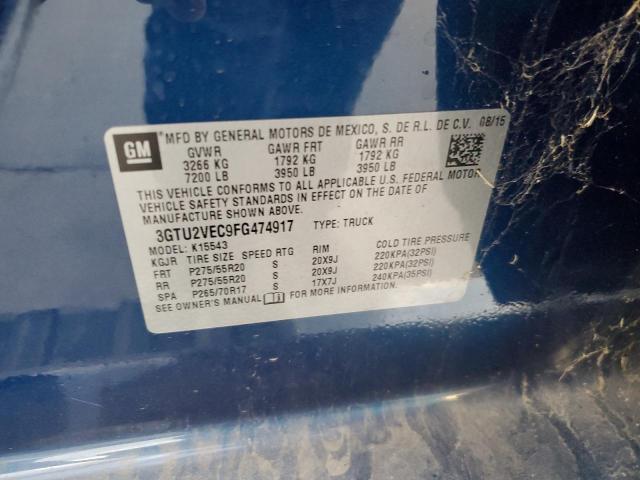 GM
*MFD BY GENERAL MOTORS DE MEXICO, S. DE R.L. DE C.V. 08/15
GVWR GAWR FRT GAWR RR
3266 KG 1792 KG 1792 KG
7200 LB 3950 LB 3950 LB
THIS VEHICLE CONFORMS TO ALL APPLICABLE U.S. FEDERAL MOTOR
VEHICLE SAFETY STANDARDS IN EFFECT ON THE DATE OF
MANUFACTURE SHOWN ABOVE.
3GTU2VEC9FG474917 TYPE: TRUCK
MODEL: K15543
KGJR TIRE SIZE SPEED RTG RIM COLD TIRE PRESSURE
FRT P275/55R20 S 20X9J 220KPA(32PSI)
RR P275/55R20 S 20X9J 220KPA(32PSI)
SPA P265/70R17 S 17X7J 240KPA(35PSI)
SEE OWNER'S MANUAL FOR MORE INFORMATION.